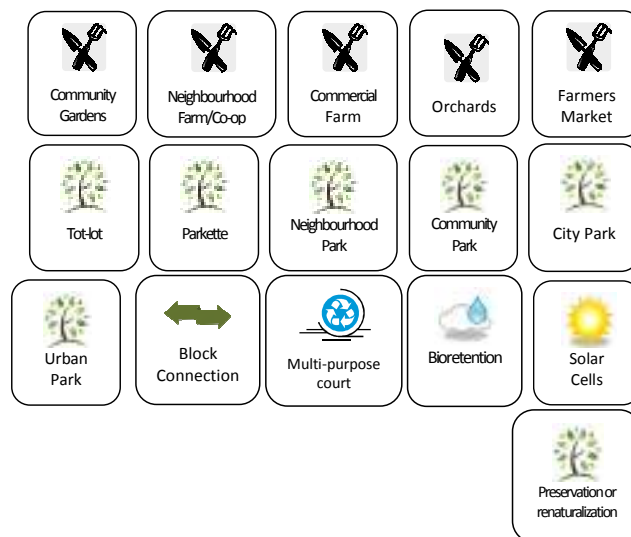 Community
Gardens
Neighbourhood
Farm/Co-op
Commercial
Farm
Orchards
Farmers
Market
Tot-lot
Parkette
Neighbourhood
Park
Community
Park
City Park
Urban
Park
Block
Connection
Multi-purpose
court
Bioretention
Solar
Cells
Preservation or
renaturalization